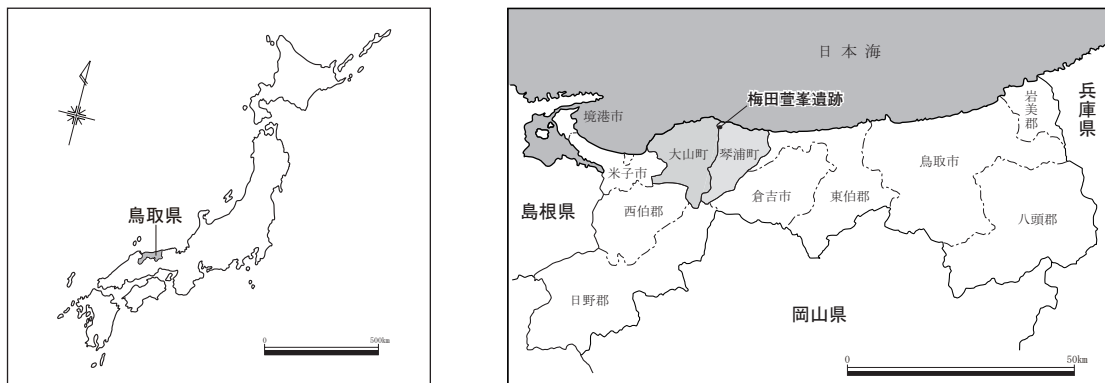 鳥取県
0
500km
日本海
梅田萱峯遺跡
境港市
大山町
琴浦町
米子市
島根県
西伯郡
倉吉市
東伯郡
鳥取市
岩美郡
兵庫県
八頭郡
日野郡
岡山県
0
50km